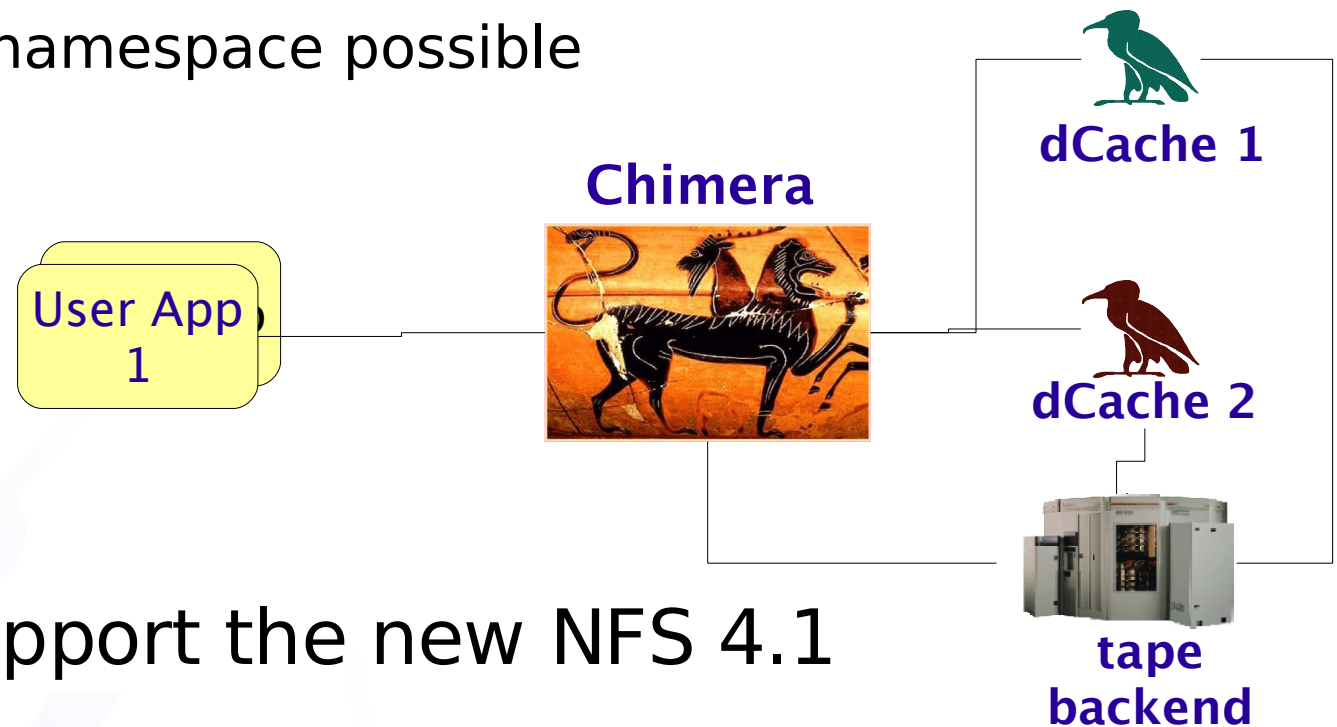 namespace possible
dCache 1
Chimera
User App
1
dCache 2
pport the new NFS 4.1
tape
backend